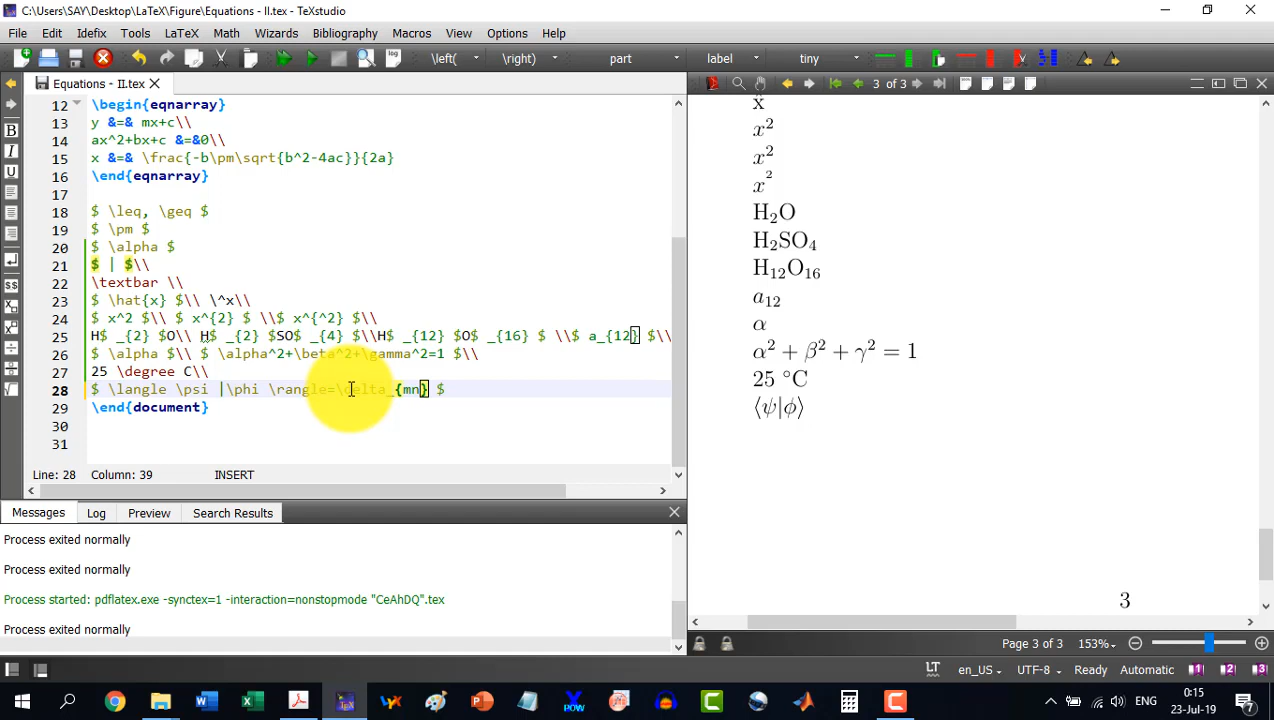 C:\Users\SAY\Desktop\LaTeX\Figure\Equations - II.tex - TeXstudio
File Edit Idefix Tools LaTeX Math Wizards Bibliography Macros View Options Help
\left( \right) part label tiny
Equations - II.tex 3 of 3
12 \begin{eqnarray}
13 y &=& mx+c\\
14 ax^2+bx+c &=&0\\
15 x &=& \frac{-b\pm\sqrt{b^2-4ac}}{2a}
16 \end{eqnarray}
17
18 $ \leq, \geq $
19 $ \pm $
20 $ \alpha $
21 $ | $\\
22 \textbar \\
23 $ \hat{x} $\\ \^x\\
24 $ x^2 $\\ $ x^{2} $ \\$ x^{^2} $\\
25 H$ _{2} $O\\ H$ _{2} $SO$ _{4} $\\H$ _{12} $O$ _{16} $ \\$ a_{12} $\\
26 $ \alpha $\\ $ \alpha^2+\beta^2+\gamma^2=1 $\\
27 25 \degree C\\
28 $ \langle \psi |\phi \rangle=\delta_{mn} $
29 \end{document}
30
31
x̂
x²
x²
x²
H₂O
H₂SO₄
H₁₂O₁₆
a₁₂
α
α² + β² + γ² = 1
25 °C
⟨ψ|ϕ⟩
3
Line: 28 Column: 39 INSERT
Messages Log Preview Search Results
Process exited normally
Process exited normally
Process started: pdflatex.exe -synctex=1 -interaction=nonstopmode "CeAhDQ".tex
Process exited normally
Page 3 of 3 153%
LT en_US UTF-8 Ready Automatic 1 2 3
ENG 0:15
23-Jul-19 7